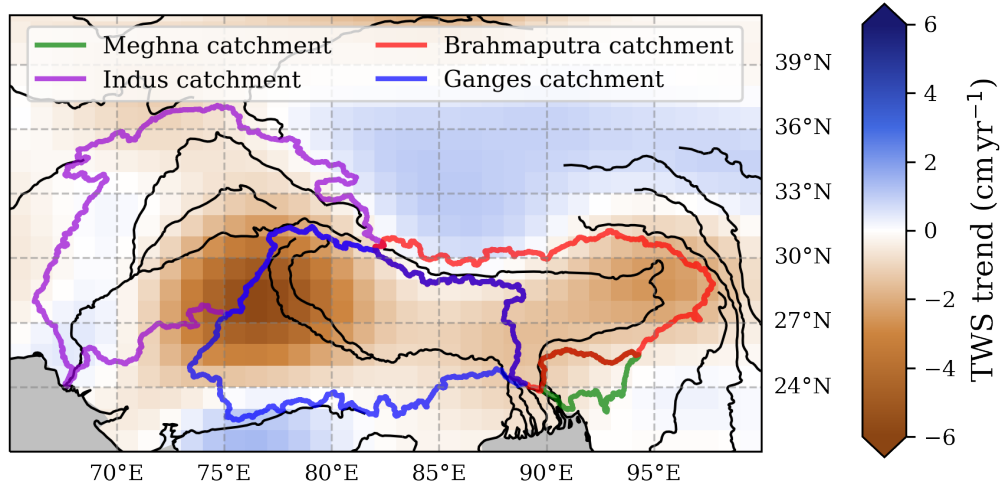 Meghna catchment
Brahmaputra catchment
Indus catchment
Ganges catchment
39°N
36°N
33°N
30°N
27°N
24°N
70°E 75°E 80°E 85°E 90°E 95°E
6
4
2
0
−2
−4
−6
TWS trend (cm yr⁻¹)